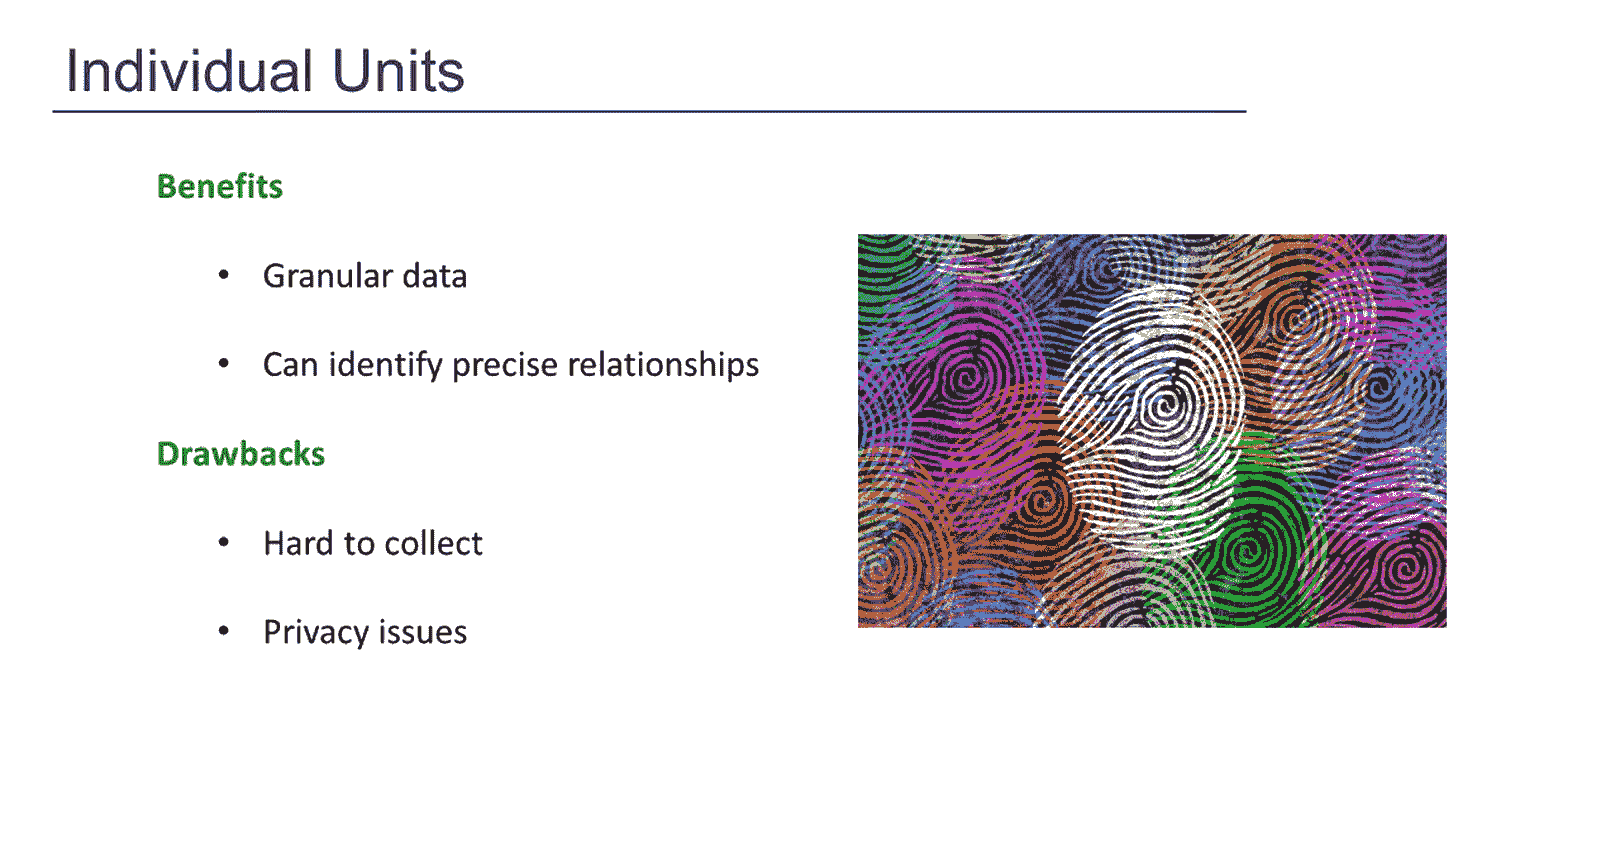 Individual Units
Benefits
• Granular data
• Can identify precise relationships
Drawbacks
• Hard to collect
• Privacy issues